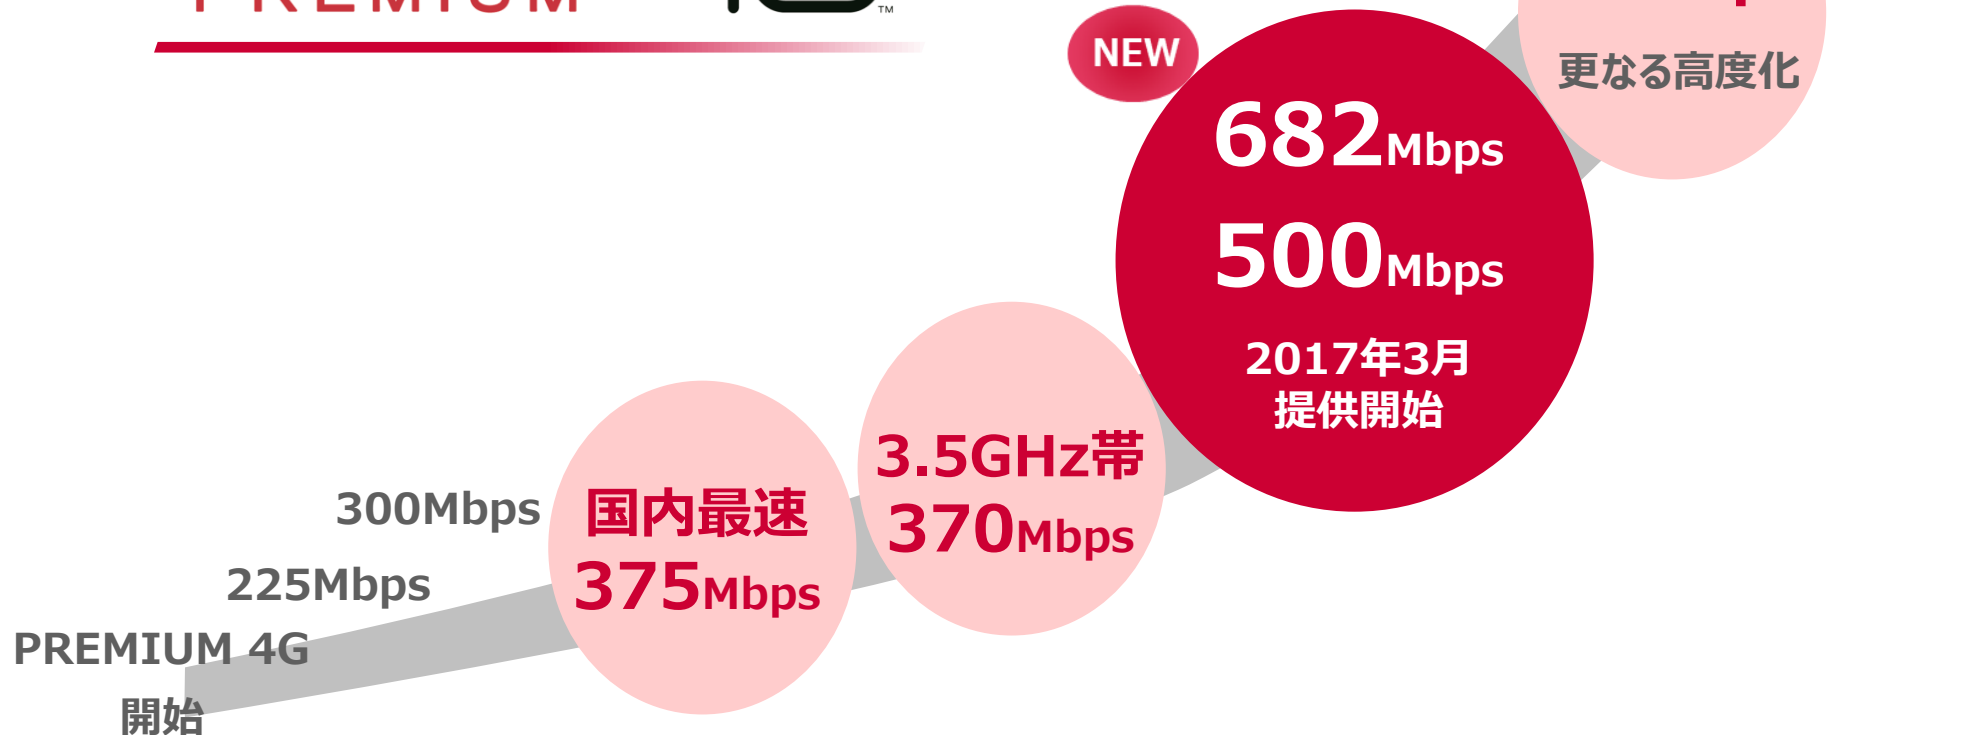 PREMIUM
TM
NEW
更なる高度化
682Mbps
500Mbps
2017年3月
提供開始
3.5GHz帯
370Mbps
国内最速
375Mbps
300Mbps
225Mbps
PREMIUM 4G
開始